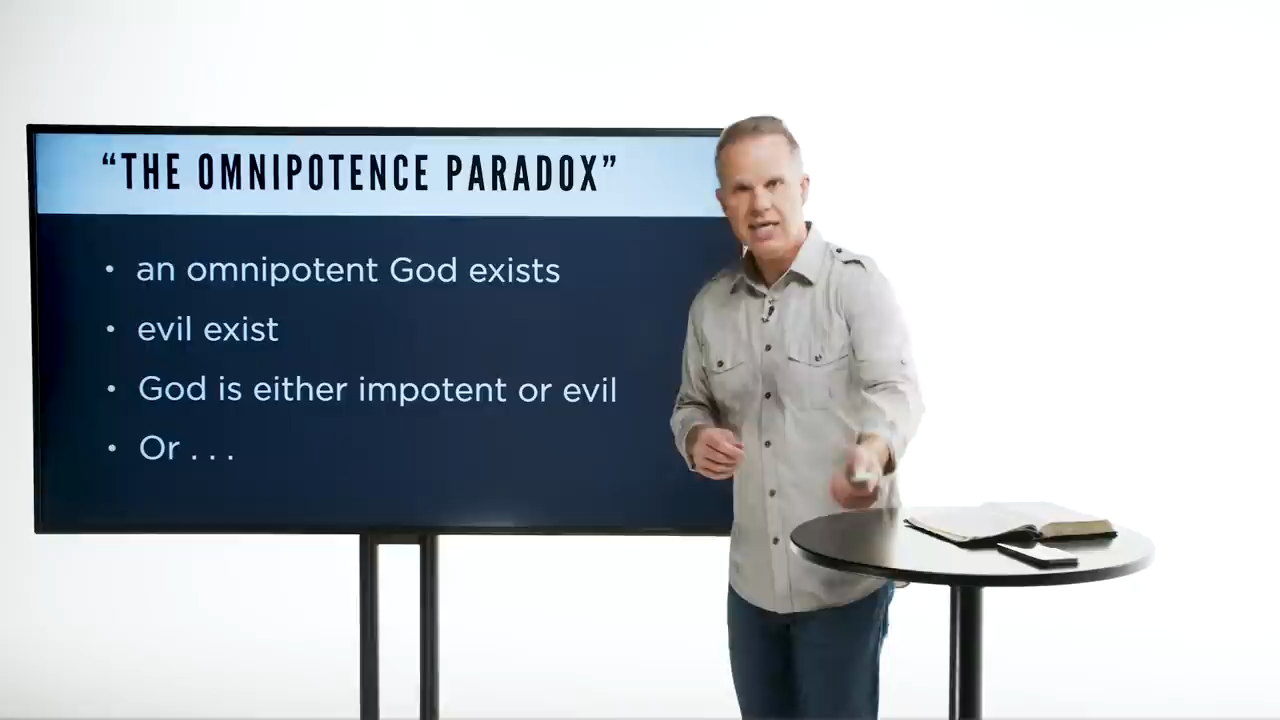 “THE OMNIPOTENCE PARADOX”
• an omnipotent God exists
• evil exist
• God is either impotent or evil
• Or . . .